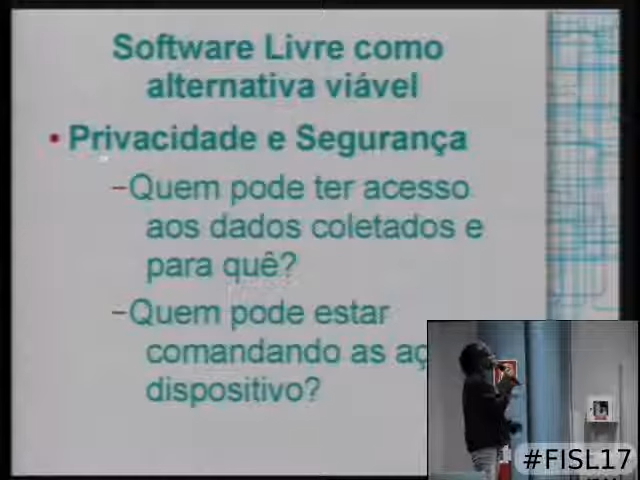 Software Livre como
alternativa viável
• Privacidade e Segurança
–Quem pode ter acesso
aos dados coletados e
para quê?
–Quem pode estar
comandando as
dispositivo?
#FISL17